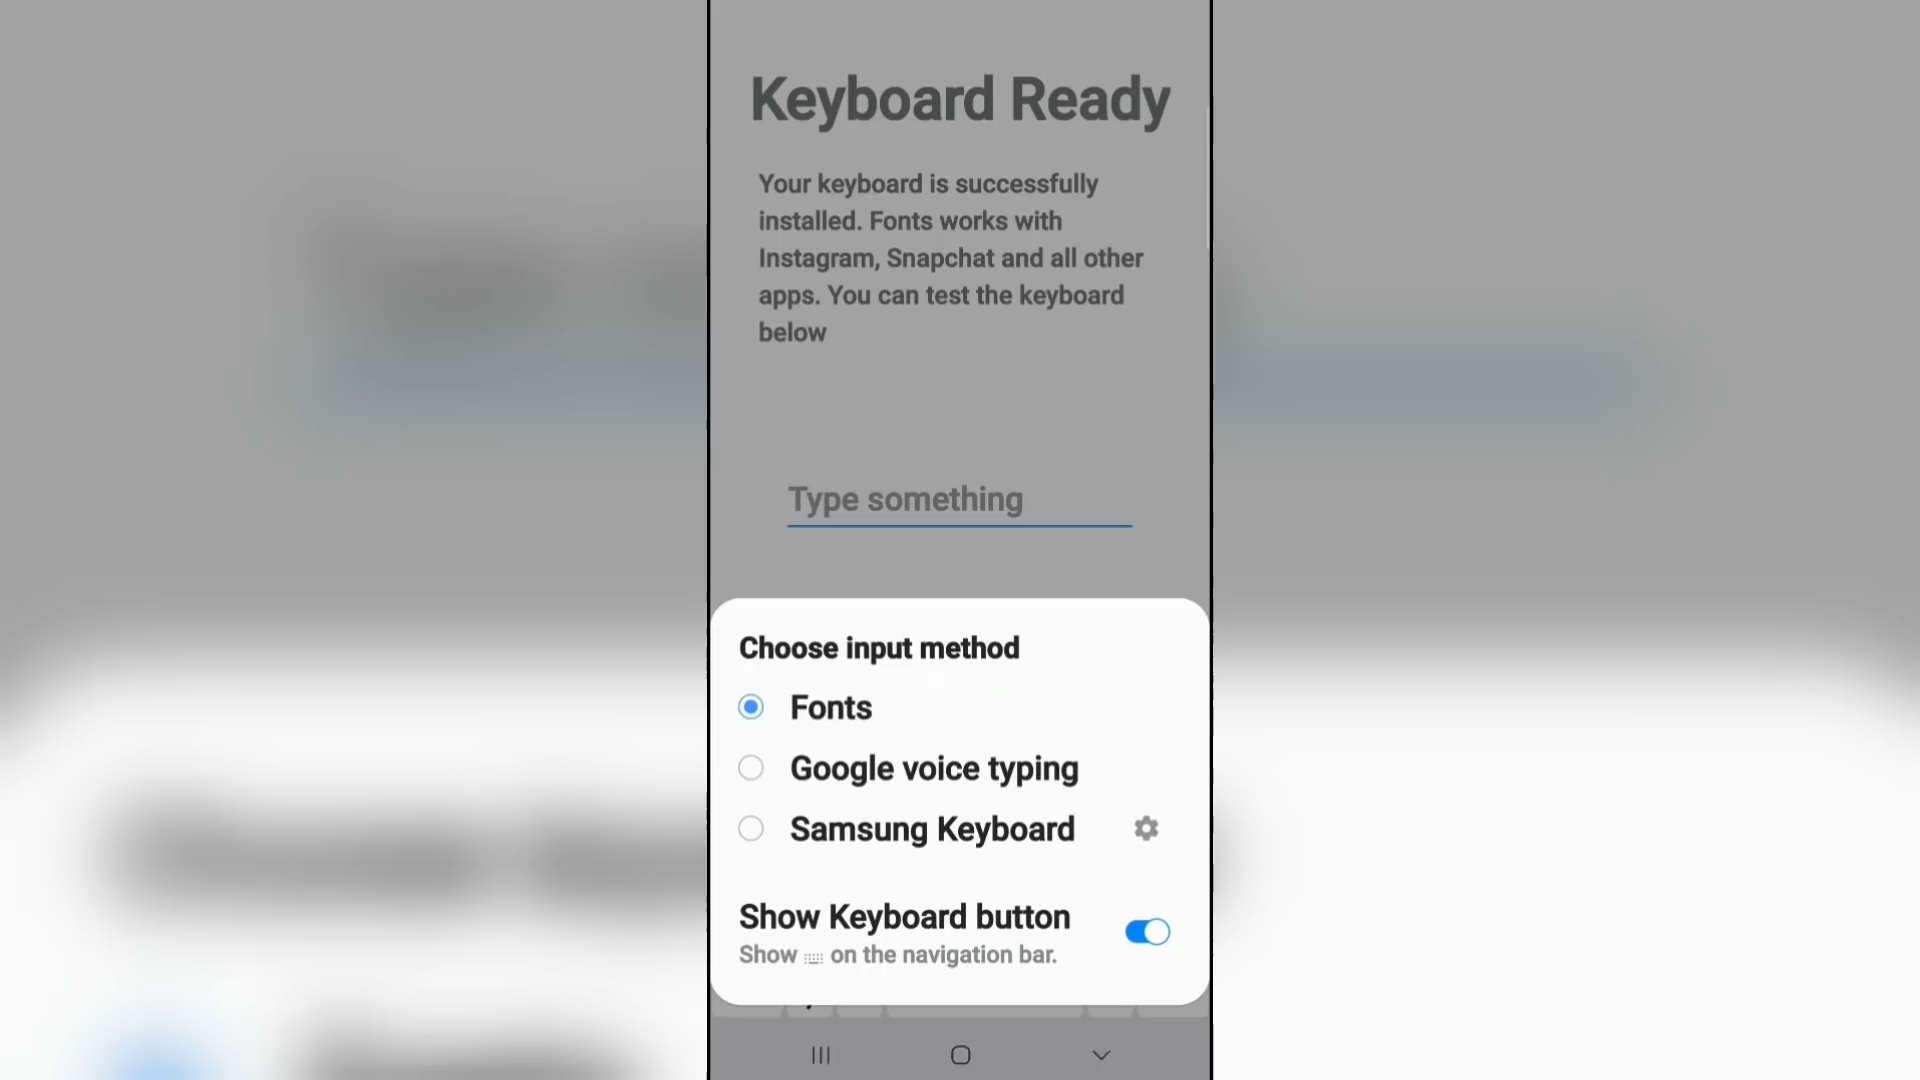 Keyboard Ready
Your keyboard is successfully
installed. Fonts works with
Instagram, Snapchat and all other
apps. You can test the keyboard
below
Type something
Choose input method
Fonts
Google voice typing
Samsung Keyboard
Show Keyboard button
Show on the navigation bar.